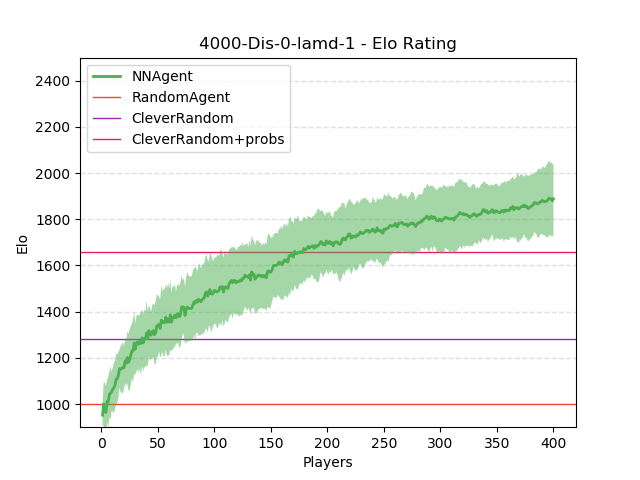 4000-Dis-0-lamd-1 - Elo Rating
NNAgent
RandomAgent
CleverRandom
CleverRandom+probs
2400
2200
2000
1800
1600
1400
1200
1000
Elo
0 50 100 150 200 250 300 350 400
Players